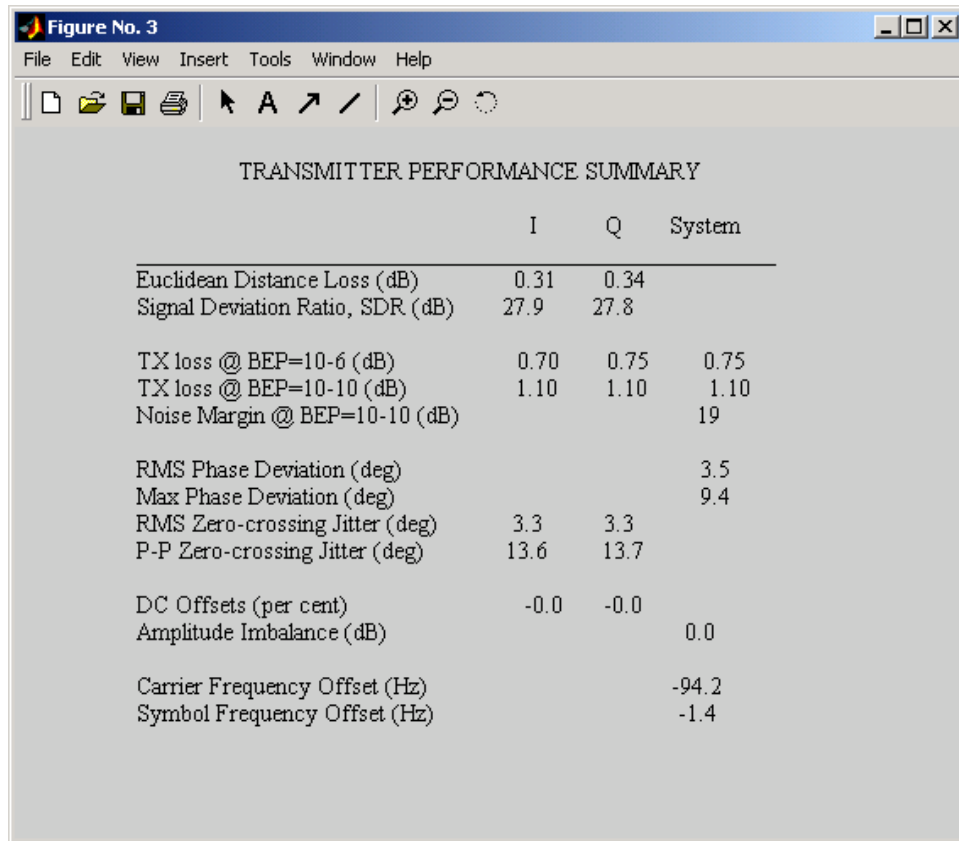 Figure No. 3
File Edit View Insert Tools Window Help
A
TRANSMITTER PERFORMANCE SUMMARY
I Q System
Euclidean Distance Loss (dB) 0.31 0.34
Signal Deviation Ratio, SDR (dB) 27.9 27.8
TX loss @ BEP=10-6 (dB) 0.70 0.75 0.75
TX loss @ BEP=10-10 (dB) 1.10 1.10 1.10
Noise Margin @ BEP=10-10 (dB) 19
RMS Phase Deviation (deg) 3.5
Max Phase Deviation (deg) 9.4
RMS Zero-crossing Jitter (deg) 3.3 3.3
P-P Zero-crossing Jitter (deg) 13.6 13.7
DC Offsets (per cent) -0.0 -0.0
Amplitude Imbalance (dB) 0.0
Carrier Frequency Offset (Hz) -94.2
Symbol Frequency Offset (Hz) -1.4